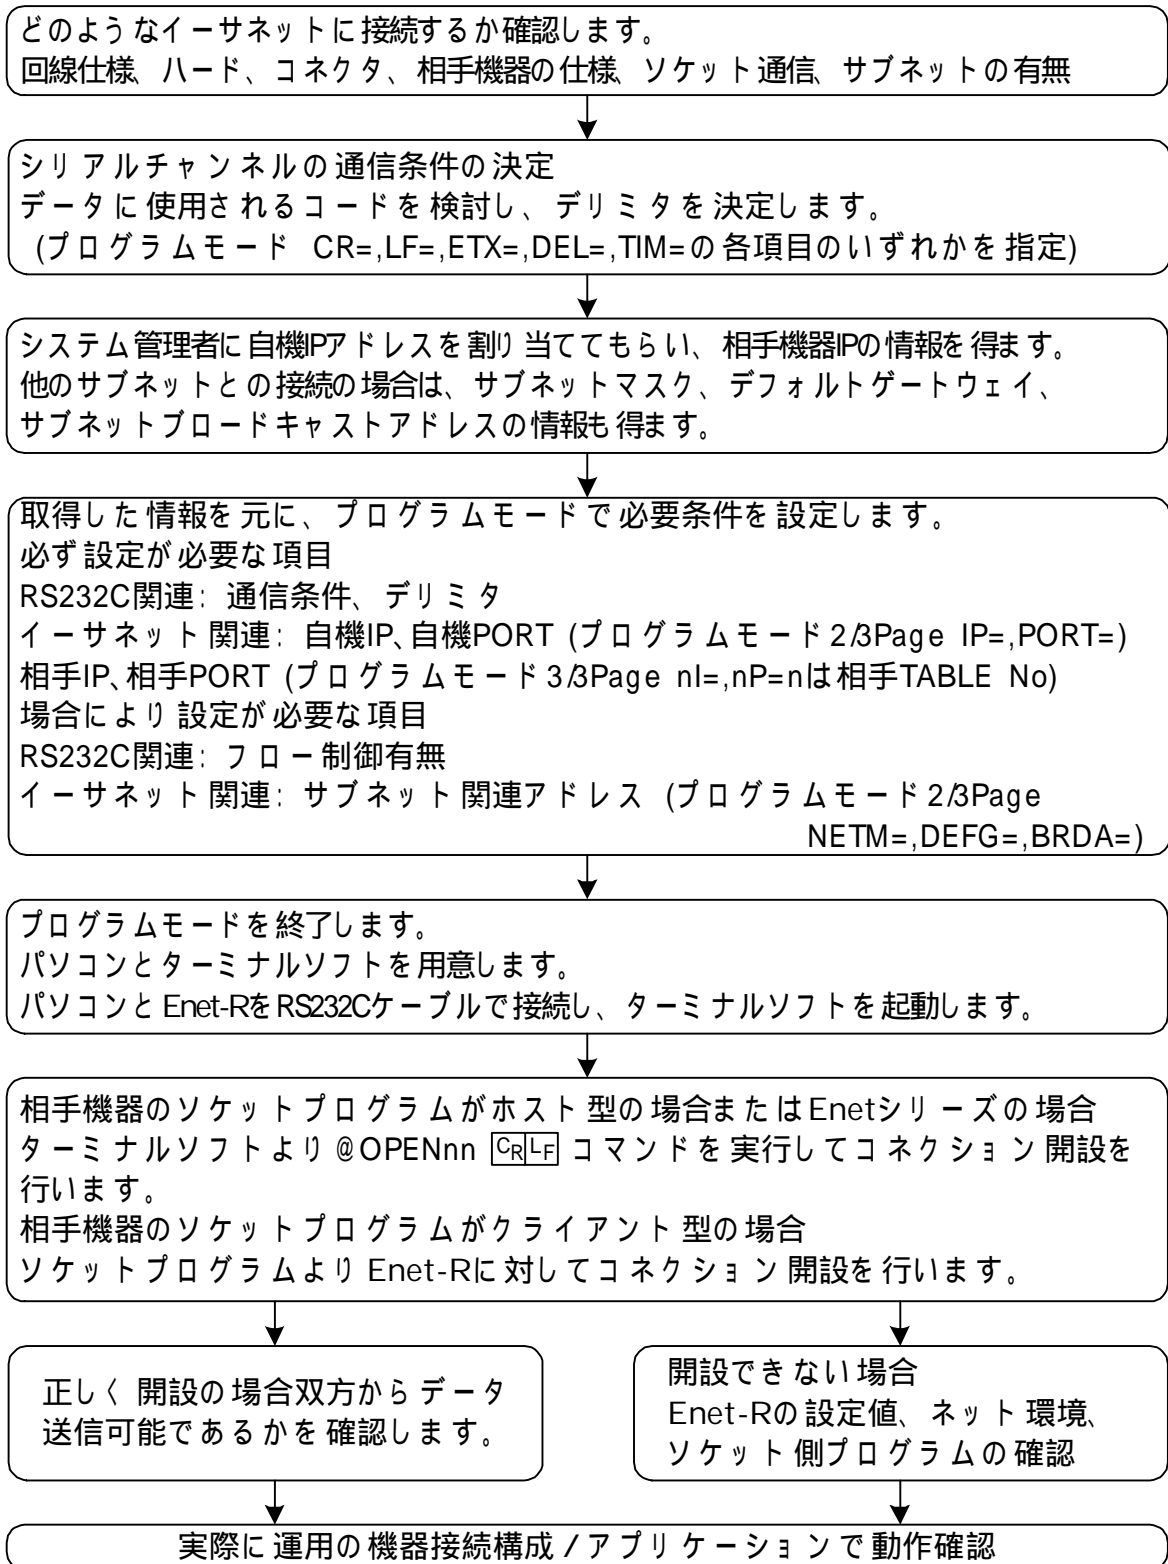 どのようなイーサネットに接続するか確認します。
回線仕様、ハード、コネクタ、相手機器の仕様、ソケット通信、サブネットの有無
シリアルチャンネルの通信条件の決定
データに使用されるコードを検討し、デリミタを決定します。
(プログラムモード CR=,LF=,ETX=,DEL=,TIM=の各項目のいずれかを指定)
システム管理者に自機IPアドレスを割り当ててもらい、相手機器IPの情報を得ます。
他のサブネットとの接続の場合は、サブネットマスク、デフォルトゲートウェイ、
サブネットブロードキャストアドレスの情報も得ます。
取得した情報を元に、プログラムモードで必要条件を設定します。
必ず設定が必要な項目
RS232C関連：通信条件、デリミタ
イーサネット関連：自機IP、自機PORT (プログラムモード2/3Page IP=,PORT=)
相手IP、相手PORT (プログラムモード3/3Page nI=,nP=nは相手TABLE No)
場合により設定が必要な項目
RS232C関連：フロー制御有無
イーサネット関連：サブネット関連アドレス (プログラムモード2/3Page
NETM=,DEFG=,BRDA=)
プログラムモードを終了します。
パソコンとターミナルソフトを用意します。
パソコンとEnet-RをRS232Cケーブルで接続し、ターミナルソフトを起動します。
相手機器のソケットプログラムがホスト型の場合またはEnetシリーズの場合
ターミナルソフトより@OPENnn CRLF コマンドを実行してコネクション開設を
行います。
相手機器のソケットプログラムがクライアント型の場合
ソケットプログラムよりEnet-Rに対してコネクション開設を行います。
正しく開設の場合双方からデータ
送信可能であるかを確認します。
開設できない場合
Enet-Rの設定値、ネット環境、
ソケット側プログラムの確認
実際に運用の機器接続構成/アプリケーションで動作確認